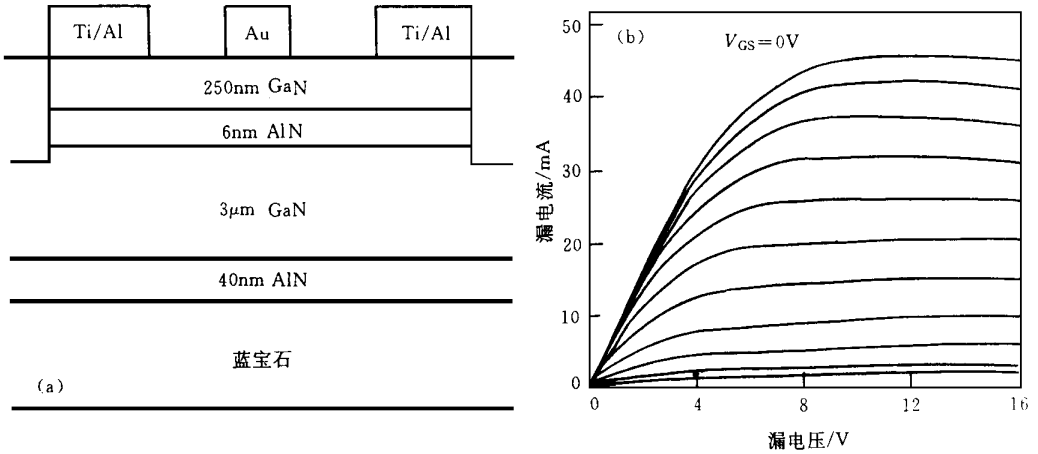 Ti/Al Au Ti/Al
250nm GaN
6nm AlN
3μm GaN
40nm AlN
蓝宝石
(a)
(b)
V_GS=0V
50
40
30
20
10
0
漏电流/mA
0 4 8 12 16
漏电压/V